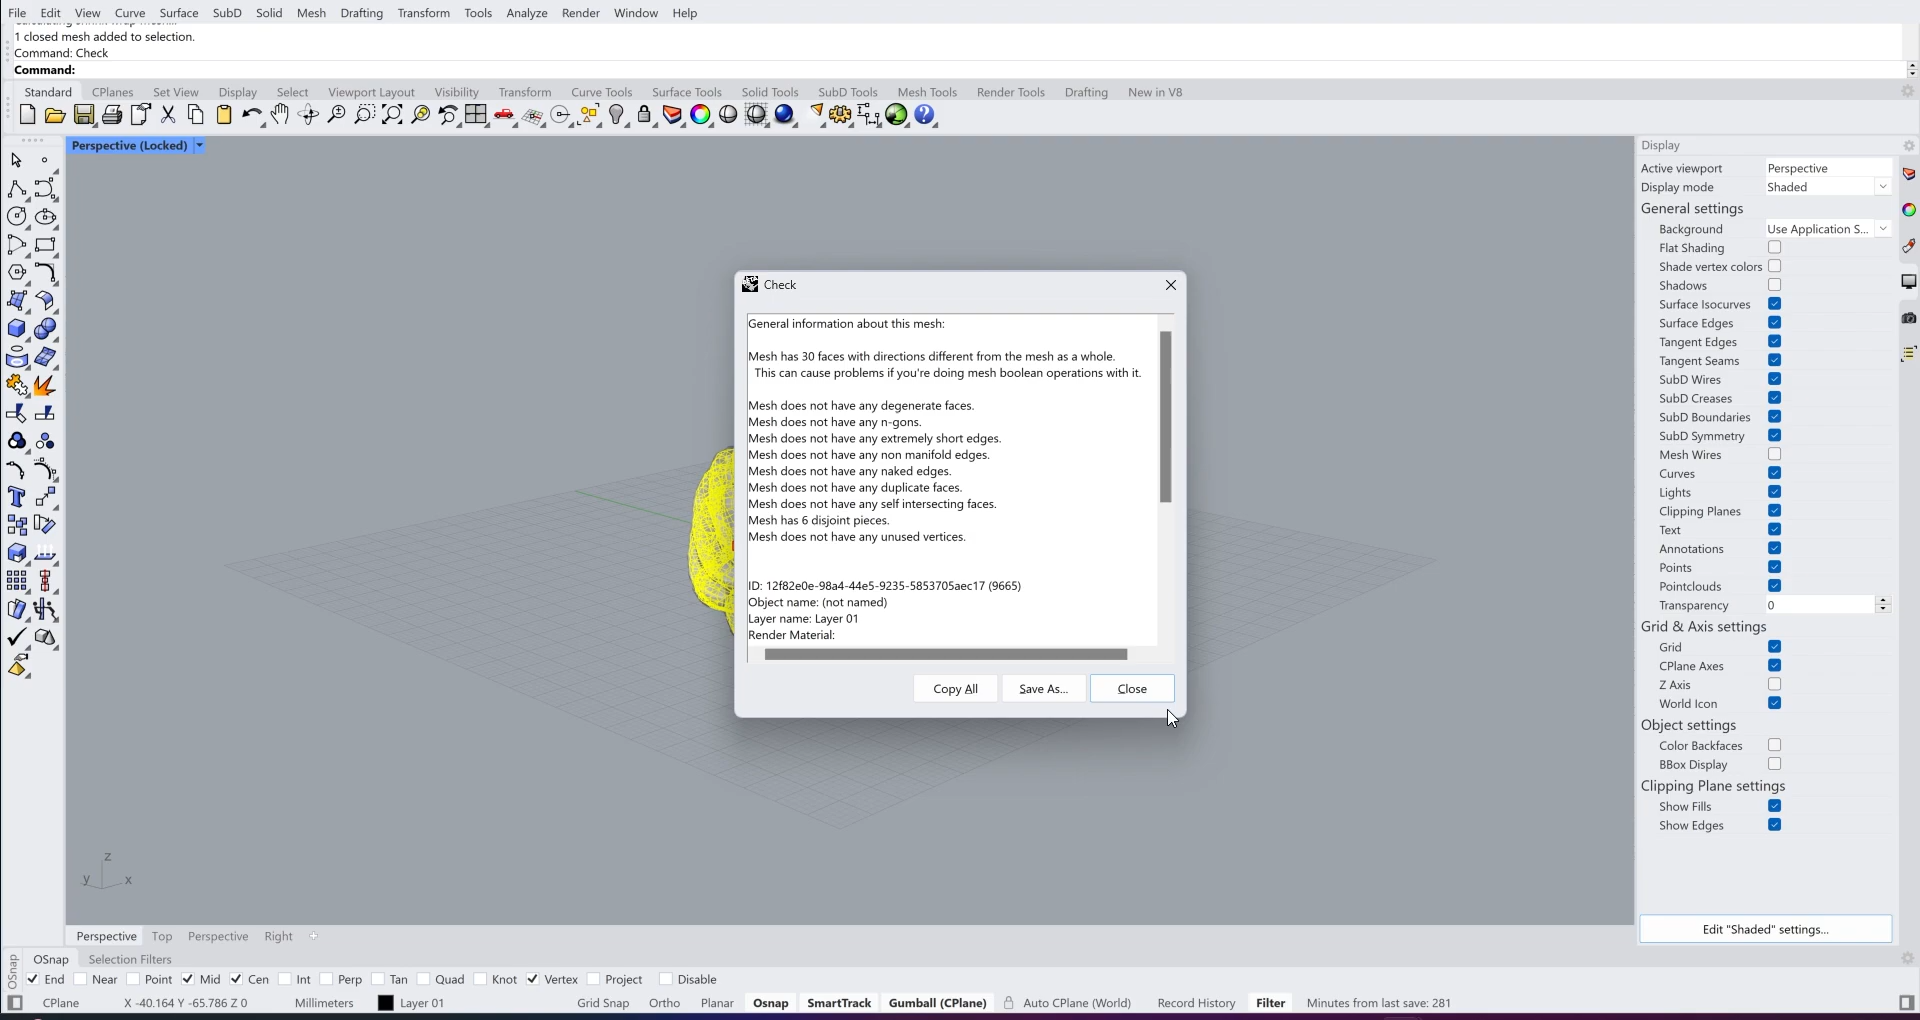 File Edit View Curve Surface SubD Solid Mesh Drafting Transform Tools Analyze Render Window Help
1 closed mesh added to selection.
Command: Check
Command:
Standard CPlanes Set View Display Select Viewport Layout Visibility Transform Curve Tools Surface Tools Solid Tools SubD Tools Mesh Tools Render Tools Drafting New in V8
Perspective (Locked)
Check
General information about this mesh:
Mesh has 30 faces with directions different from the mesh as a whole.
This can cause problems if you're doing mesh boolean operations with it.
Mesh does not have any degenerate faces.
Mesh does not have any n-gons.
Mesh does not have any extremely short edges.
Mesh does not have any non manifold edges.
Mesh does not have any naked edges.
Mesh does not have any duplicate faces.
Mesh does not have any self intersecting faces.
Mesh has 6 disjoint pieces.
Mesh does not have any unused vertices.
ID: 12f82e0e-98a4-44e5-9235-5853705aec17 (9665)
Object name: (not named)
Layer name: Layer 01
Render Material:
Copy All Save As... Close
z
y x
Display
Active viewport Perspective
Display mode Shaded
General settings
Background Use Application S...
Flat Shading
Shade vertex colors
Shadows
Surface Isocurves
Surface Edges
Tangent Edges
Tangent Seams
SubD Wires
SubD Creases
SubD Boundaries
SubD Symmetry
Mesh Wires
Curves
Lights
Clipping Planes
Text
Annotations
Points
Pointclouds
Transparency 0
Grid & Axis settings
Grid
CPlane Axes
Z Axis
World Icon
Object settings
Color Backfaces
BBox Display
Clipping Plane settings
Show Fills
Show Edges
Edit "Shaded" settings...
Perspective Top Perspective Right
OSnap Selection Filters
OSnap
End Near Point Mid Cen Int Perp Tan Quad Knot Vertex Project Disable
CPlane X -40.164 Y -65.786 Z 0 Millimeters Layer 01 Grid Snap Ortho Planar Osnap SmartTrack Gumball (CPlane) Auto CPlane (World) Record History Filter Minutes from last save: 281